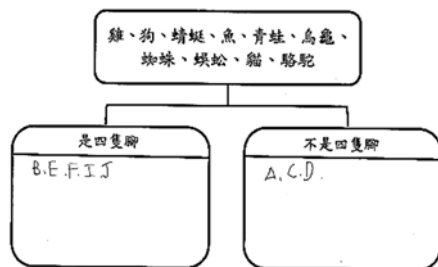 雞、狗、蜻蜓、魚、青蛙、烏龜、
蜘蛛、蜈蚣、貓、駱駝
是四隻腳
不是四隻腳
B.E.F.I.J
A.C.D.